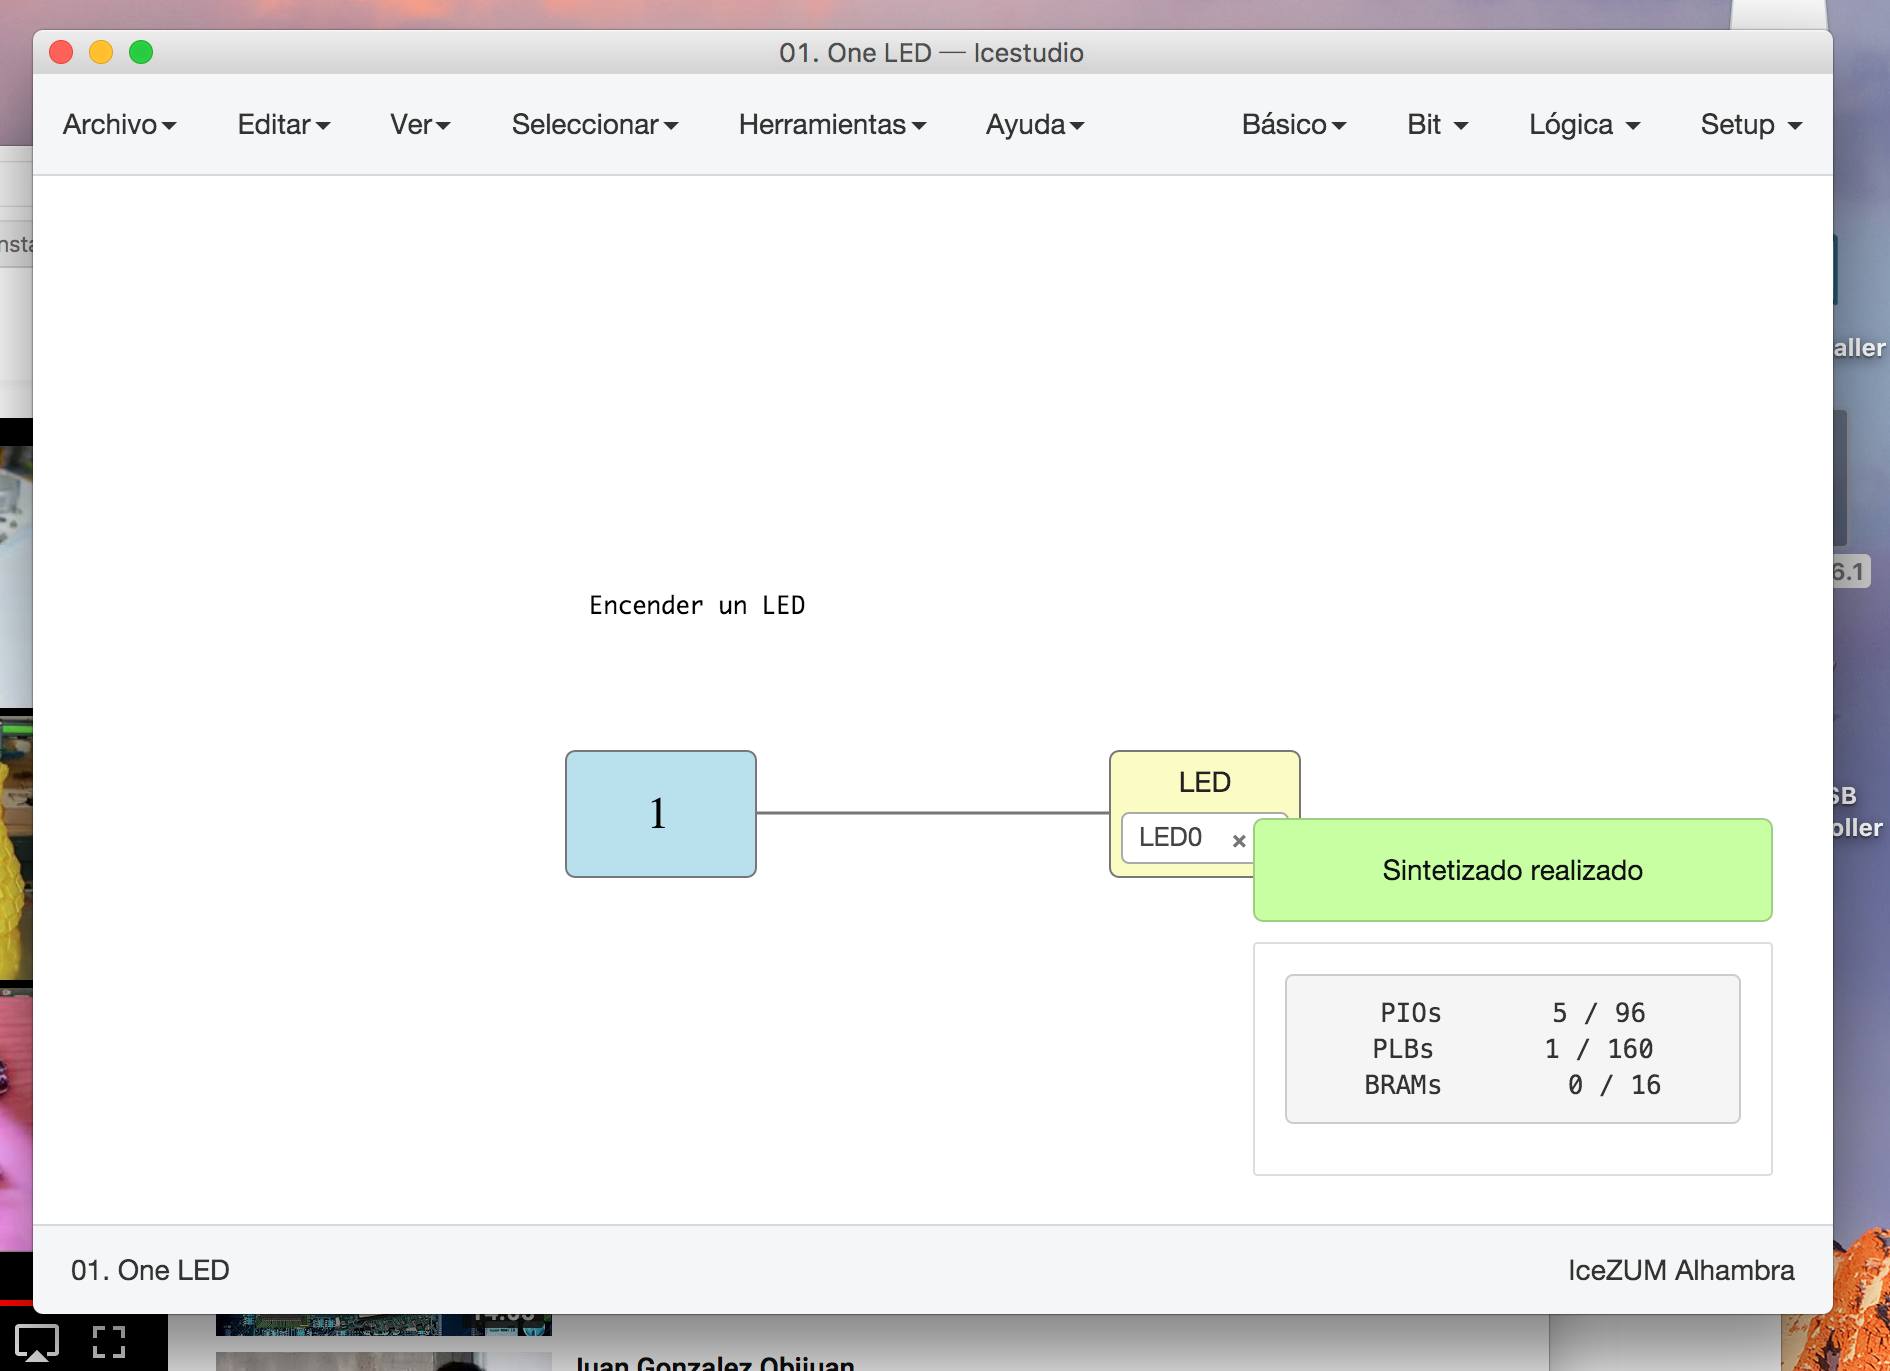 01. One LED — Icestudio
Archivo Editar Ver Seleccionar Herramientas Ayuda Básico Bit Lógica Setup
aller
6.1
Encender un LED
1
LED
LED0 ×
SB
oller
Sintetizado realizado
PIOs 5 / 96
PLBs 1 / 160
BRAMs 0 / 16
01. One LED IceZUM Alhambra
Juan Gonzalez Obijuan